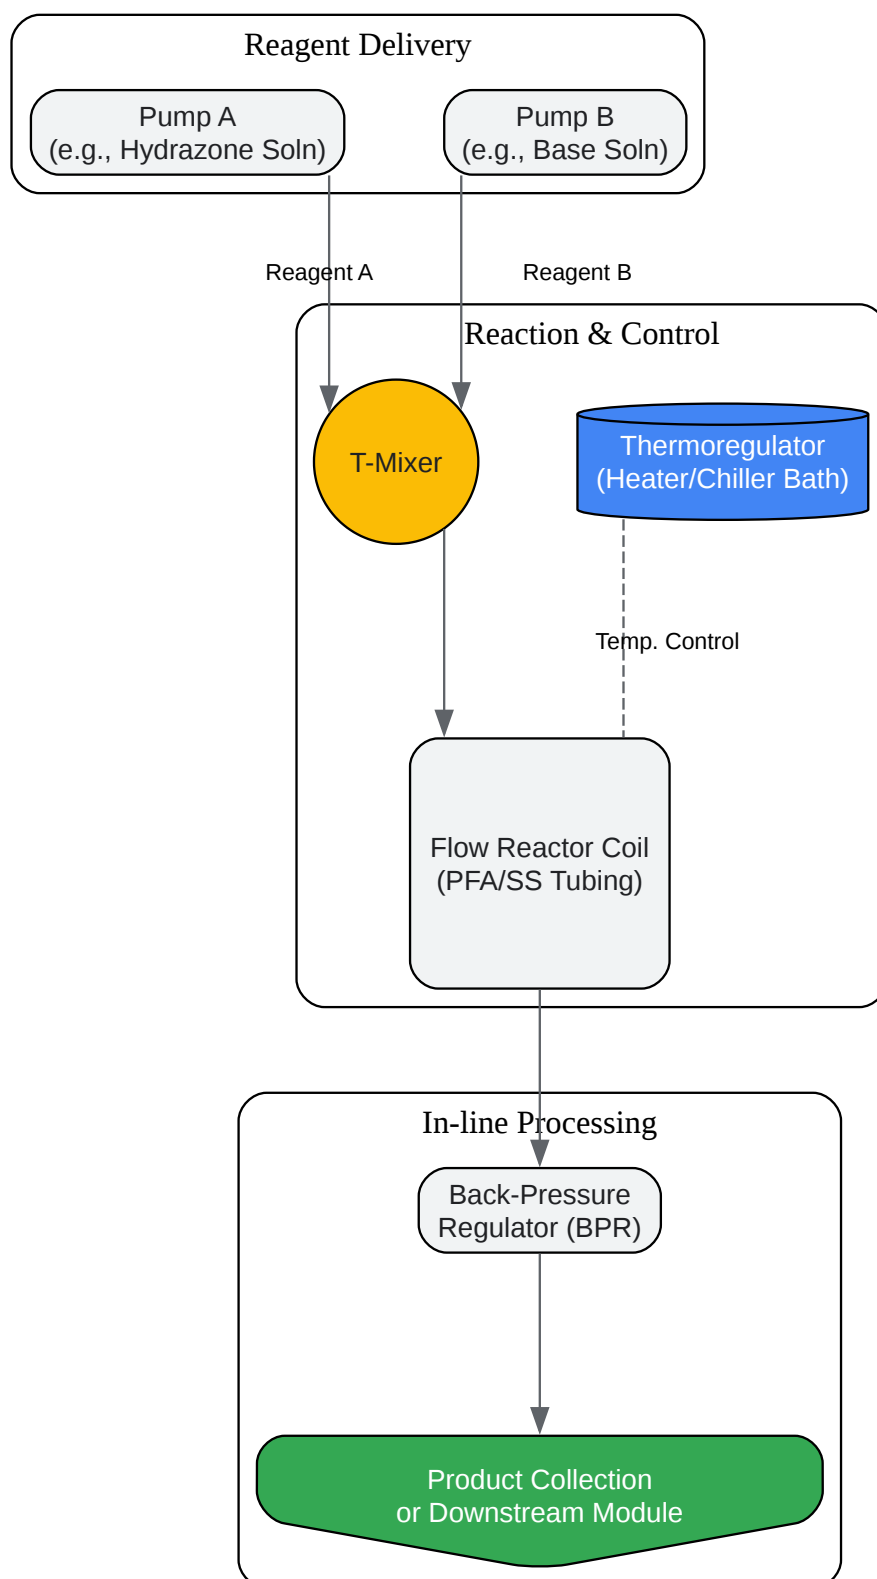 Reagent Delivery
Pump A
(e.g., Hydrazone Soln)
Pump B
(e.g., Base Soln)
Reagent A
Reagent B
Reaction & Control
T-Mixer
Thermoregulator
(Heater/Chiller Bath)
Temp. Control
Flow Reactor Coil
(PFA/SS Tubing)
In-line Processing
Back-Pressure
Regulator (BPR)
Product Collection
or Downstream Module